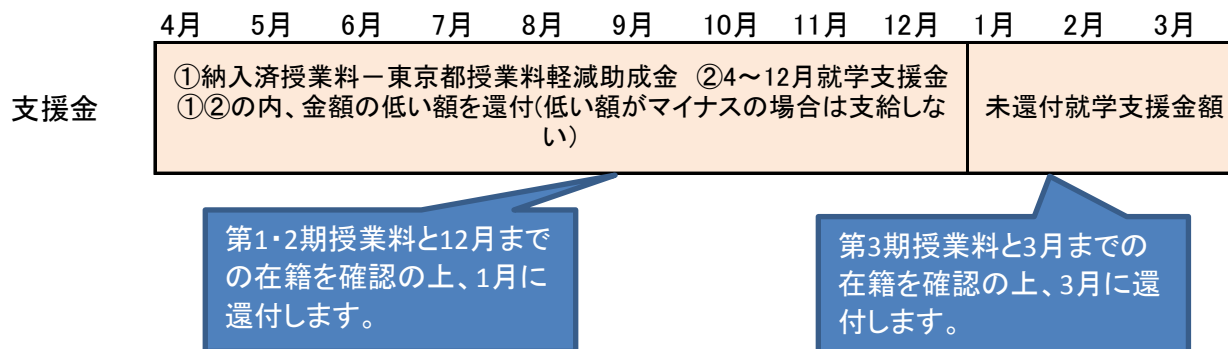 4月 5月 6月 7月 8月 9月 10月 11月 12月 1月 2月 3月
支援金
①納入済授業料－東京都授業料軽減助成金 ②4～12月就学支援金
①②の内、金額の低い額を還付(低い額がマイナスの場合は支給しな
い)
未還付就学支援金額
第1・2期授業料と12月まで
の在籍を確認の上、1月に
還付します。
第3期授業料と3月までの
在籍を確認の上、3月に還
付します。